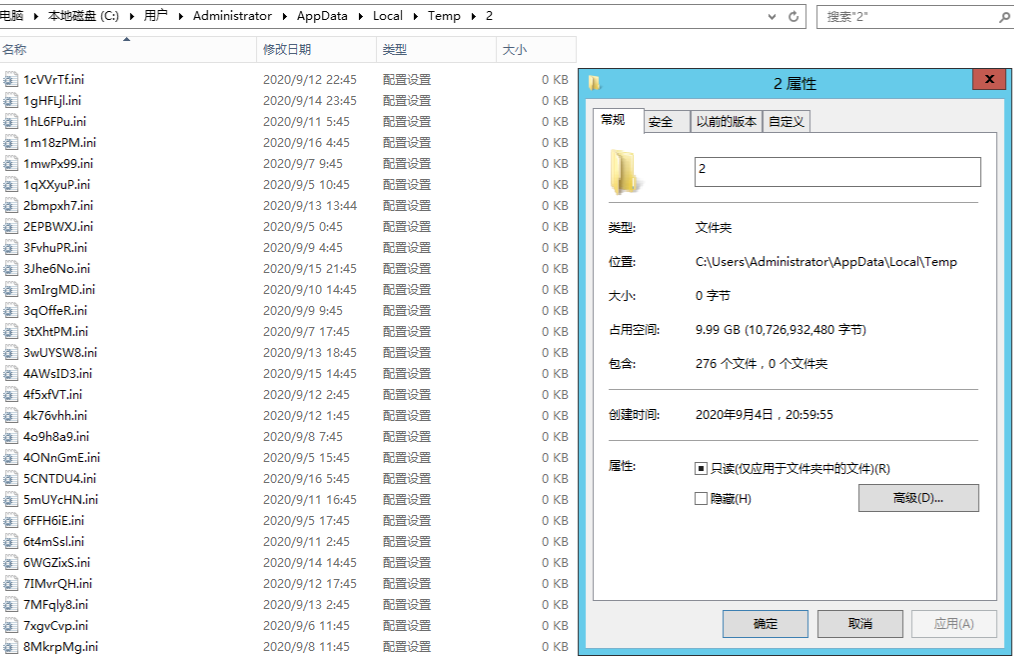 电脑 ▸ 本地磁盘 (C:) ▸ 用户 ▸ Administrator ▸ AppData ▸ Local ▸ Temp ▸ 2
搜索"2"
名称 修改日期 类型 大小
1cVVrTf.ini 2020/9/12 22:45 配置设置 0 KB
1gHFLjl.ini 2020/9/14 23:45 配置设置 0 KB
1hL6FPu.ini 2020/9/11 5:45 配置设置 0 KB
1m18zPM.ini 2020/9/16 4:45 配置设置 0 KB
1mwPx99.ini 2020/9/7 9:45 配置设置 0 KB
1qXXyuP.ini 2020/9/5 10:45 配置设置 0 KB
2bmpxh7.ini 2020/9/13 13:44 配置设置 0 KB
2EPBWXJ.ini 2020/9/5 0:45 配置设置 0 KB
3FvhuPR.ini 2020/9/9 4:45 配置设置 0 KB
3Jhe6No.ini 2020/9/15 21:45 配置设置 0 KB
3mIrgMD.ini 2020/9/10 14:45 配置设置 0 KB
3qOffeR.ini 2020/9/9 9:45 配置设置 0 KB
3tXhtPM.ini 2020/9/7 17:45 配置设置 0 KB
3wUYSW8.ini 2020/9/13 18:45 配置设置 0 KB
4AWsID3.ini 2020/9/15 14:45 配置设置 0 KB
4f5xfVT.ini 2020/9/12 2:45 配置设置 0 KB
4k76vhh.ini 2020/9/12 1:45 配置设置 0 KB
4o9h8a9.ini 2020/9/8 7:45 配置设置 0 KB
4ONnGmE.ini 2020/9/5 15:45 配置设置 0 KB
5CNTDU4.ini 2020/9/16 5:45 配置设置 0 KB
5mUYcHN.ini 2020/9/11 16:45 配置设置 0 KB
6FFH6iE.ini 2020/9/5 17:45 配置设置 0 KB
6t4mSsl.ini 2020/9/11 2:45 配置设置 0 KB
6WGZixS.ini 2020/9/14 14:45 配置设置 0 KB
7IMvrQH.ini 2020/9/12 17:45 配置设置 0 KB
7MFqly8.ini 2020/9/13 2:45 配置设置 0 KB
7xgvCvp.ini 2020/9/6 11:45 配置设置 0 KB
8MkrpMg.ini 2020/9/8 11:45 配置设置 0 KB
2 属性
x
常规 安全 以前的版本 自定义
2
类型: 文件夹
位置: C:\Users\Administrator\AppData\Local\Temp
大小: 0 字节
占用空间: 9.99 GB (10,726,932,480 字节)
包含: 276 个文件，0 个文件夹
创建时间: 2020年9月4日，20:59:55
属性: 只读(仅应用于文件夹中的文件)(R)
隐藏(H) 高级(D)...
确定 取消 应用(A)